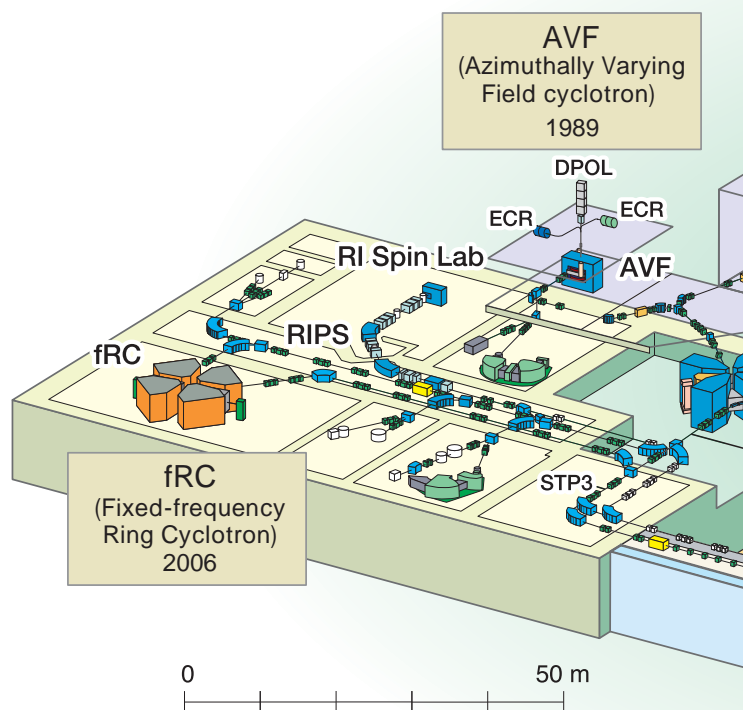 AVF
(Azimuthally Varying
Field cyclotron)
1989
DPOL
ECR
ECR
RI Spin Lab
AVF
RIPS
fRC
fRC
(Fixed-frequency
Ring Cyclotron)
2006
STP3
0
50 m